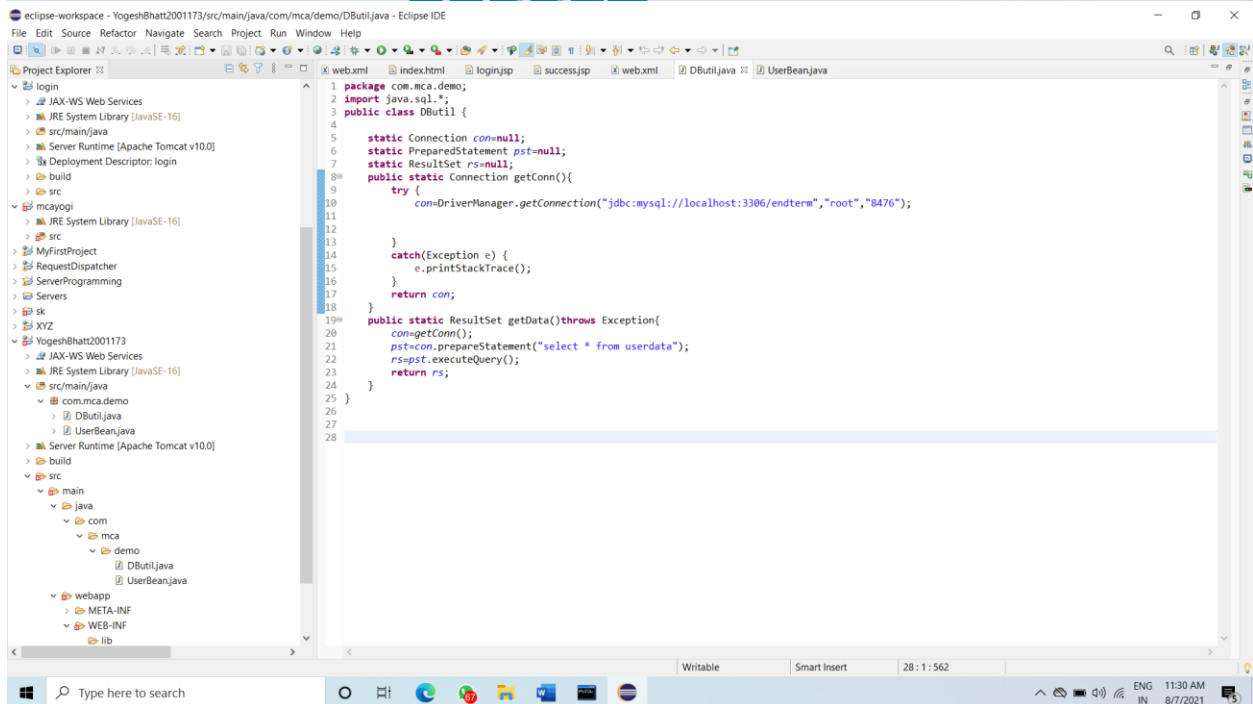 eclipse-workspace - YogeshBhatt2001173/src/main/java/com/mca/demo/DButil.java - Eclipse IDE
File Edit Source Refactor Navigate Search Project Run Window Help
Project Explorer
login
JAX-WS Web Services
JRE System Library [JavaSE-16]
src/main/java
Server Runtime [Apache Tomcat v10.0]
Deployment Descriptor: login
build
src
mcayogi
JRE System Library [JavaSE-16]
src
MyFirstProject
RequestDispatcher
ServerProgramming
Servers
sk
XYZ
YogeshBhatt2001173
JAX-WS Web Services
JRE System Library [JavaSE-16]
src/main/java
com.mca.demo
DButil.java
UserBean.java
Server Runtime [Apache Tomcat v10.0]
build
src
main
java
com
mca
demo
DButil.java
UserBean.java
webapp
META-INF
WEB-INF
lib
web.xml index.html login.jsp success.jsp web.xml DButil.java UserBean.java
1 package com.mca.demo;
2 import java.sql.*;
3 public class DButil {
4
5 static Connection con=null;
6 static PreparedStatement pst=null;
7 static ResultSet rs=null;
8 public static Connection getConn(){
9 try {
10 con=DriverManager.getConnection("jdbc:mysql://localhost:3306/endterm","root","8476");
11
12
13 }
14 catch(Exception e) {
15 e.printStackTrace();
16 }
17 return con;
18 }
19 public static ResultSet getData()throws Exception{
20 con=getConn();
21 pst=con.prepareStatement("select * from userdata");
22 rs=pst.executeQuery();
23 return rs;
24 }
25 }
26
27
28
Writable Smart Insert 28 : 1 : 562
Type here to search
67
ENG
IN
11:30 AM
8/7/2021
5